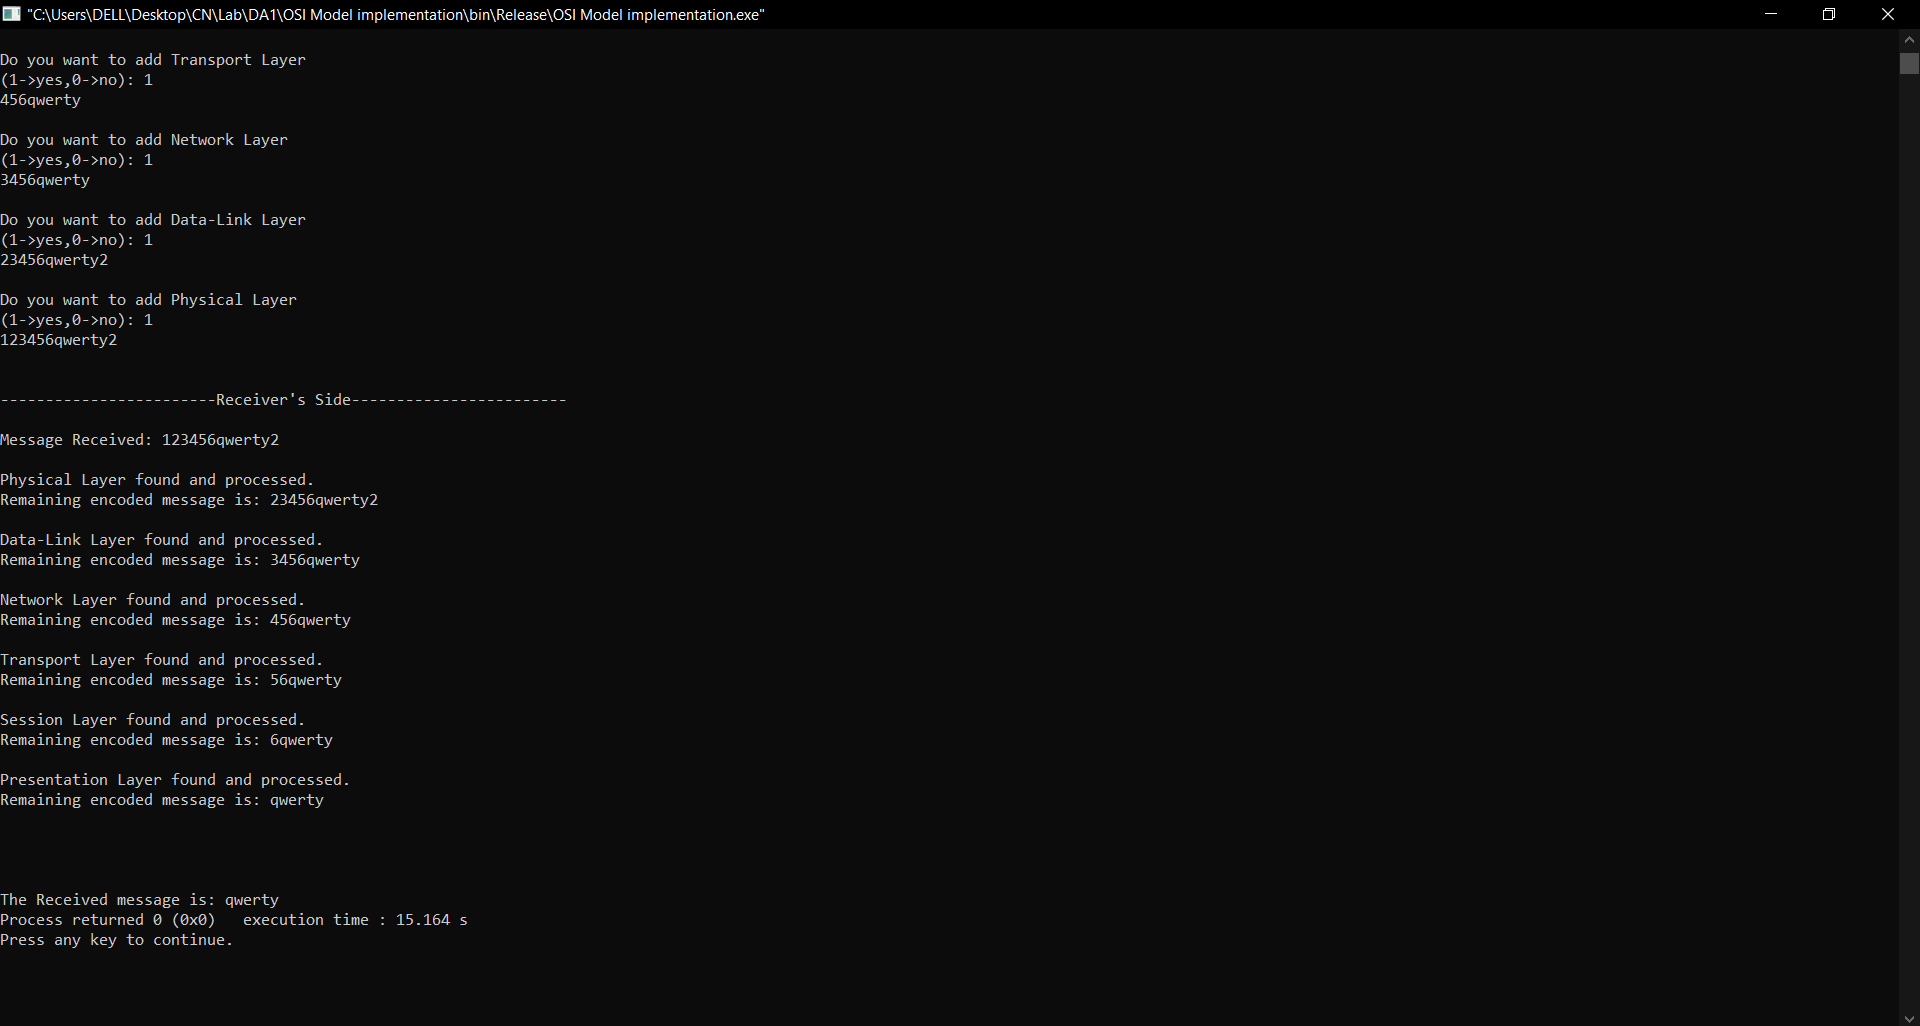 "C:\Users\DELL\Desktop\CN\Lab\DA1\OSI Model implementation\bin\Release\OSI Model implementation.exe"
Do you want to add Transport Layer
(1->yes,0->no): 1
456qwerty
Do you want to add Network Layer
(1->yes,0->no): 1
3456qwerty
Do you want to add Data-Link Layer
(1->yes,0->no): 1
23456qwerty2
Do you want to add Physical Layer
(1->yes,0->no): 1
123456qwerty2
------------------------Receiver's Side------------------------
Message Received: 123456qwerty2
Physical Layer found and processed.
Remaining encoded message is: 23456qwerty2
Data-Link Layer found and processed.
Remaining encoded message is: 3456qwerty
Network Layer found and processed.
Remaining encoded message is: 456qwerty
Transport Layer found and processed.
Remaining encoded message is: 56qwerty
Session Layer found and processed.
Remaining encoded message is: 6qwerty
Presentation Layer found and processed.
Remaining encoded message is: qwerty
The Received message is: qwerty
Process returned 0 (0x0)   execution time : 15.164 s
Press any key to continue.